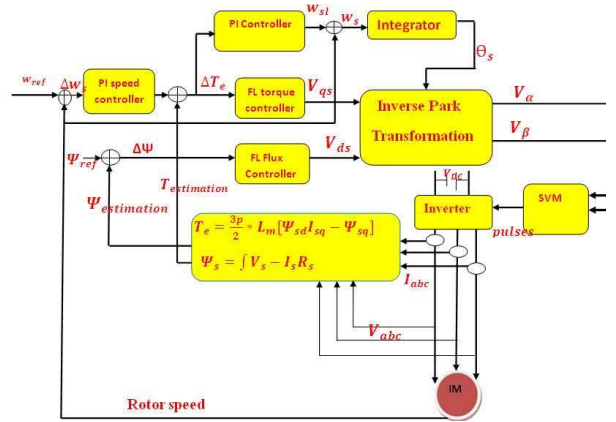 PI Controller
w_sl
w_s
Integrator
θ_s
w_ref
Δw_s
PI speed controller
ΔT_e
FL torque controller
V_qs
Inverse Park Transformation
V_α
V_β
Ψ_ref
ΔΨ
FL Flux Controller
V_ds
V_dc
T_estimation
Ψ_estimation
Inverter
SVM
pulses
T_e = 3p/2 * L_m[Ψ_sd I_sq − Ψ_sq]
Ψ_s = ∫ V_s − I_s R_s
I_abc
V_abc
IM
Rotor speed